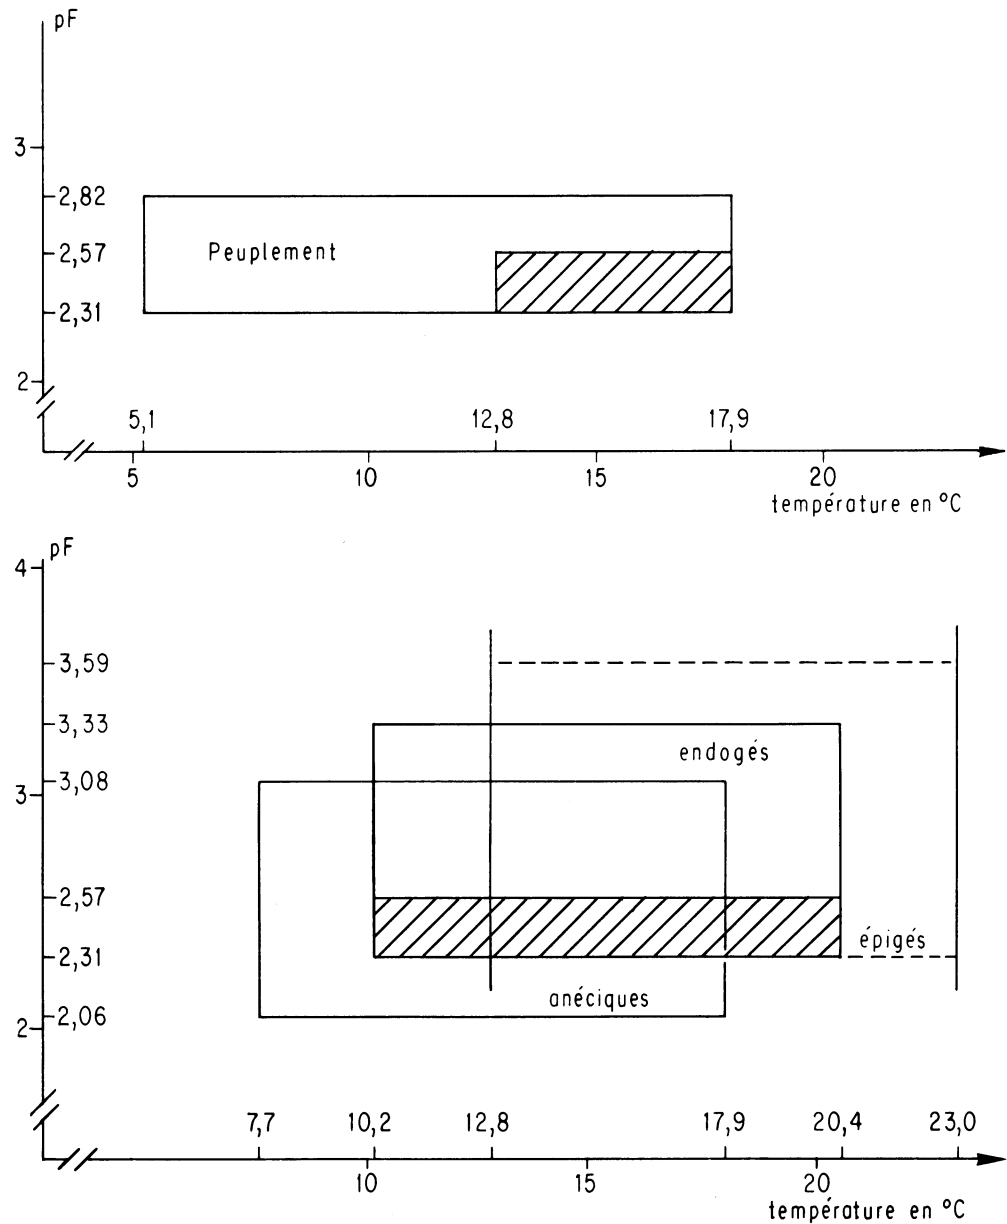 pF
3
2,82
2,57
Peuplement
2,31
2
5,1 12,8 17,9
5 10 15 20
température en °C
pF
4
3,59
3,33
endogés
3,08
3
2,57
2,31
épigés
anéciques
2,06
2
7,7 10,2 12,8 17,9 20,4 23,0
10 15 20
température en °C